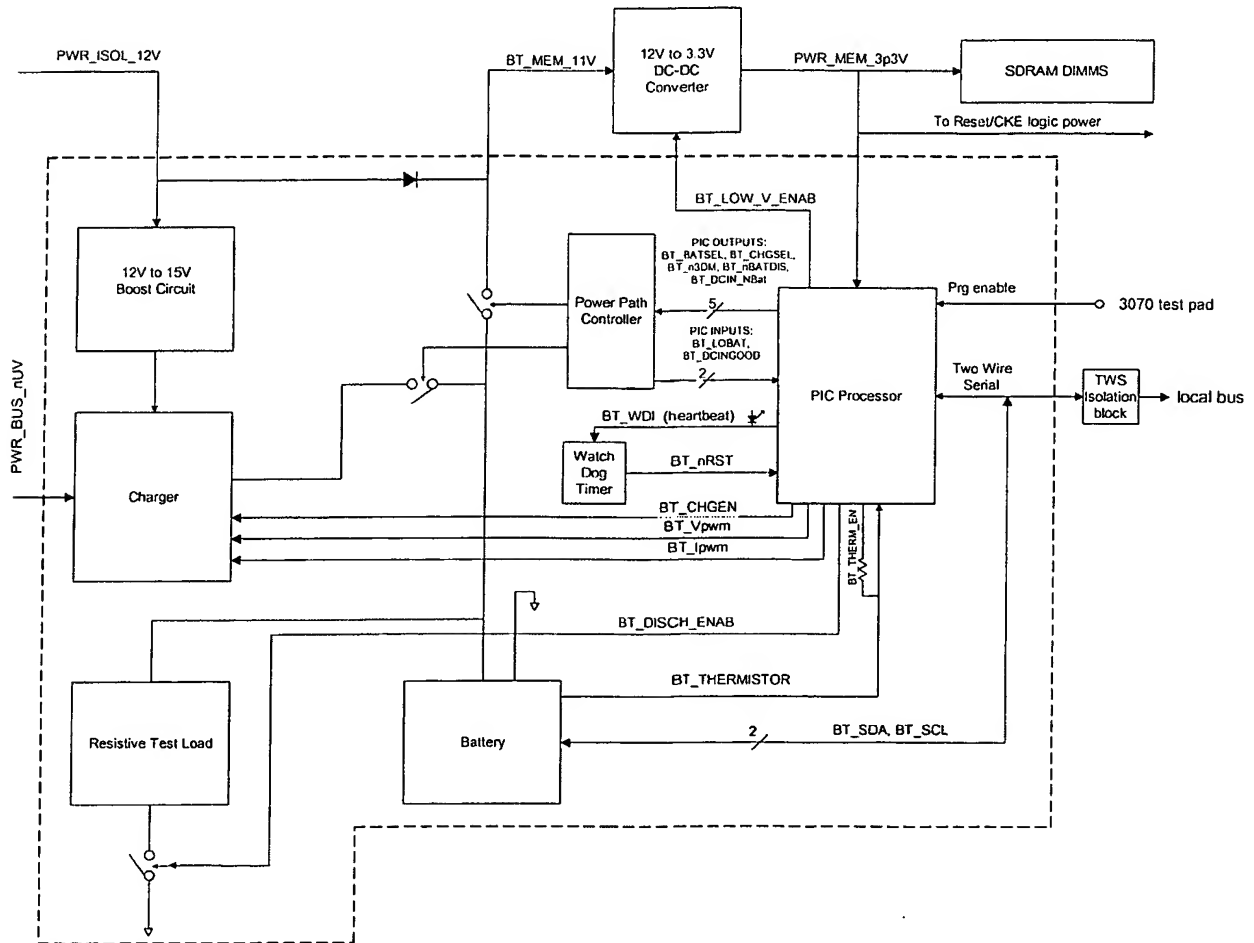 PWR_ISOL_12V
BT_MEM_11V
12V to 3.3V
DC-DC
Converter
PWR_MEM_3p3V
SDRAM DIMMS
To Reset/CKE logic power
BT_LOW_V_ENAB
12V to 15V
Boost Circuit
Power Path
Controller
PIC OUTPUTS:
BT_BATSEL, BT_CHGSEL,
BT_n3DM, BT_nBATDIS,
BT_DCIN_NBat
5
PIC INPUTS:
BT_LOBAT,
BT_DCINGOOD
2
PIC Processor
Prg enable
3070 test pad
Two Wire
Serial
TWS
Isolation
block
local bus
PWR_BUS_nUV
Charger
BT_WDI (heartbeat)
Watch
Dog
Timer
BT_nRST
BT_CHGEN
BT_Vpwm
BT_Ipwm
BT_THERM_EN
BT_DISCH_ENAB
BT_THERMISTOR
Resistive Test Load
Battery
2
BT_SDA, BT_SCL